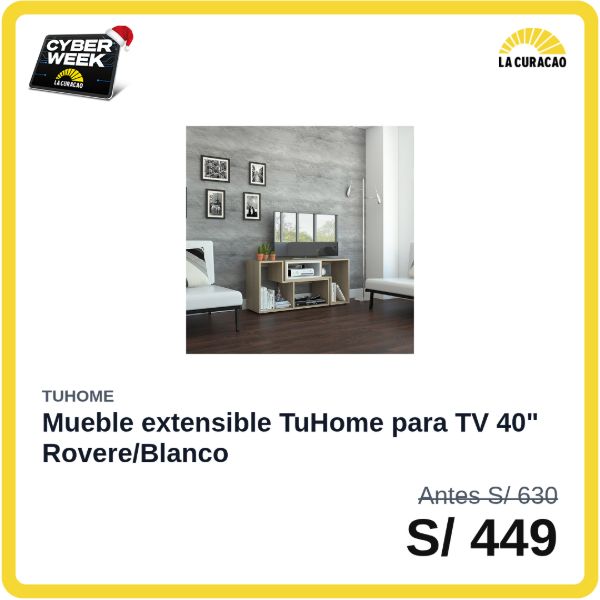 CYBER
WEEK
LA CURACAO
LA CURACAO
TUHOME
Mueble extensible TuHome para TV 40"
Rovere/Blanco
Antes S/ 630
S/ 449